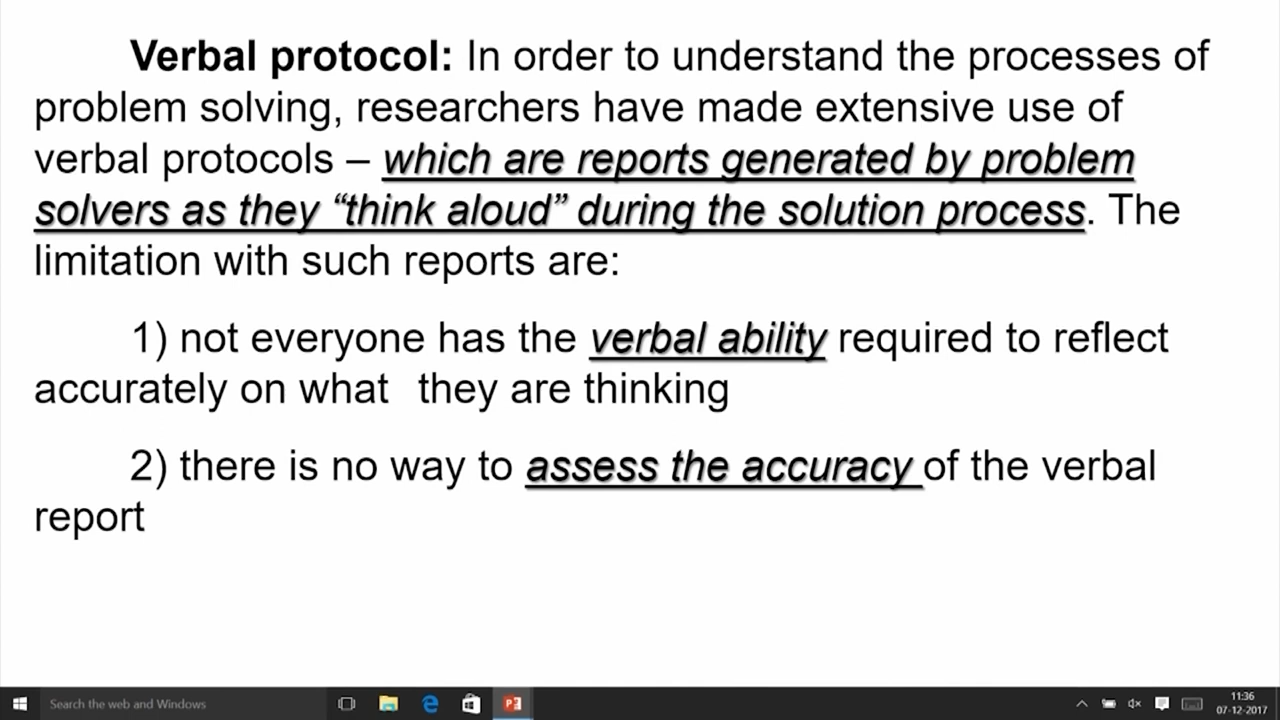 Verbal protocol: In order to understand the processes of
problem solving, researchers have made extensive use of
verbal protocols – which are reports generated by problem
solvers as they “think aloud” during the solution process. The
limitation with such reports are:
1) not everyone has the verbal ability required to reflect
accurately on what they are thinking
2) there is no way to assess the accuracy of the verbal
report
Search the web and Windows
11:36
07-12-2017